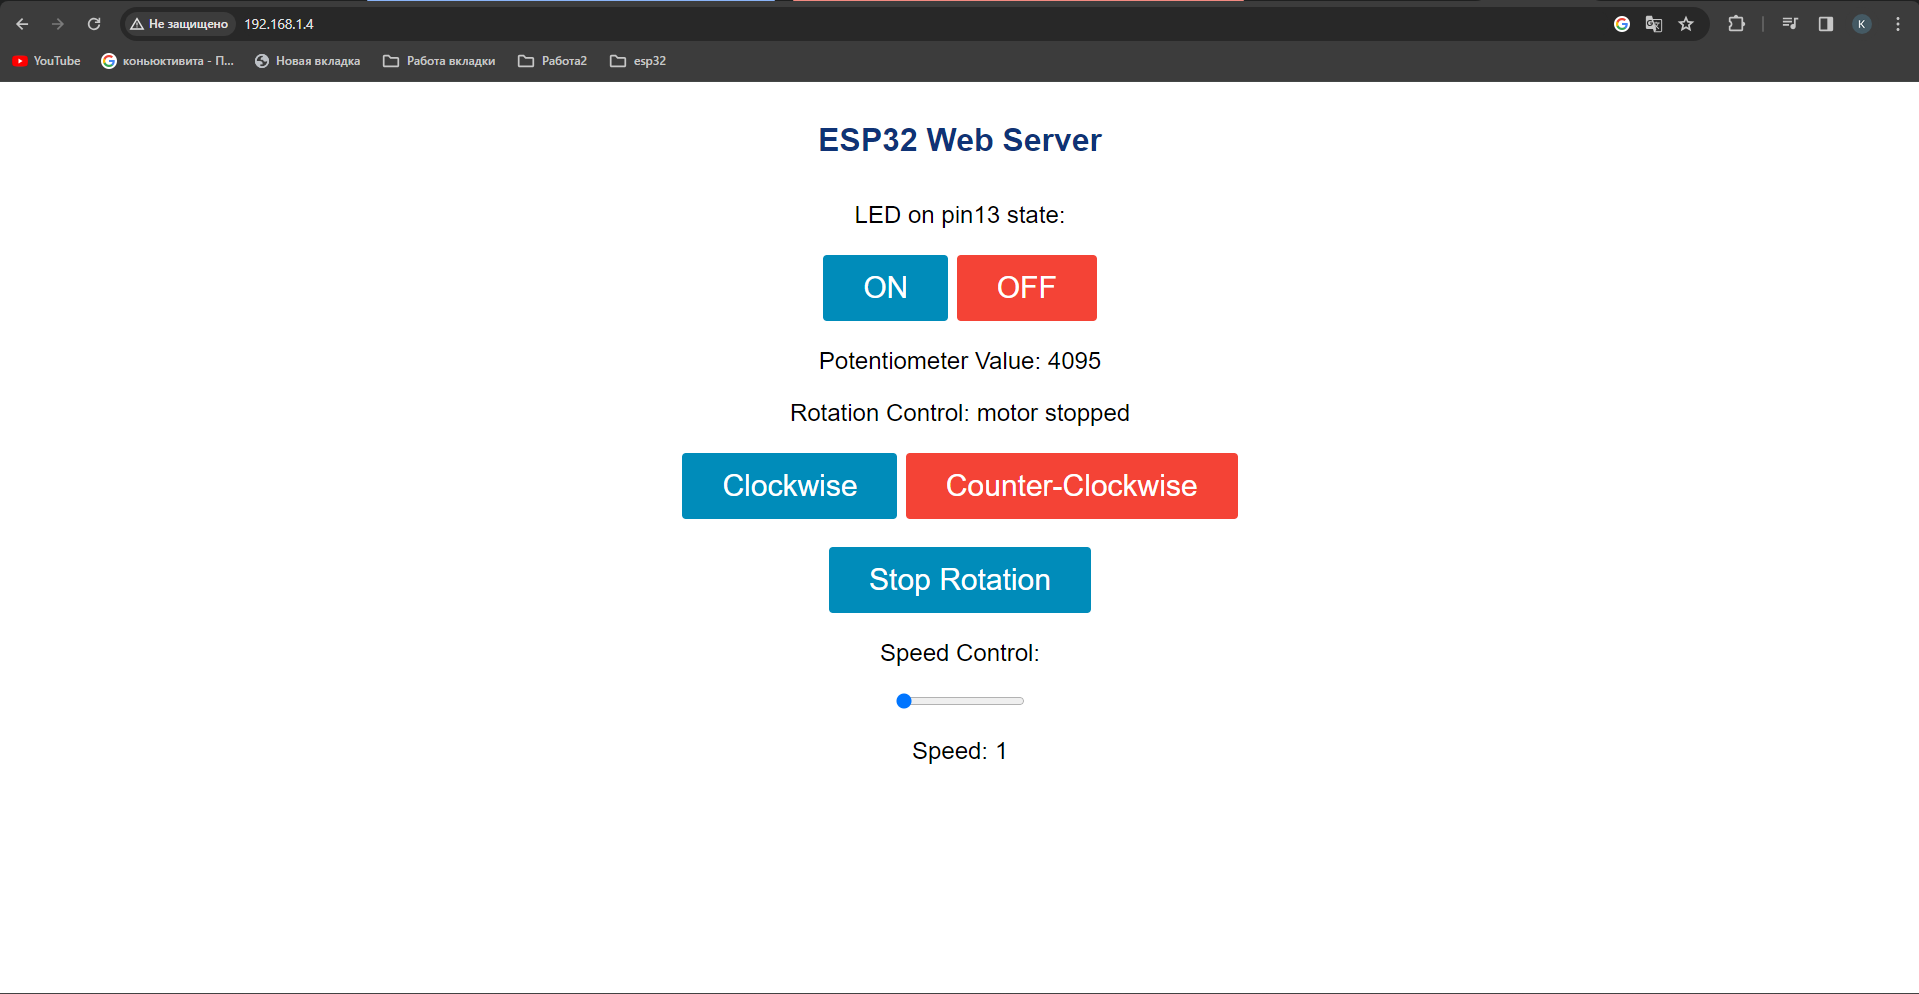 Не защищено 192.168.1.4 K
YouTube коньюктивита - П... Новая вкладка Работа вкладки Работа2 esp32
ESP32 Web Server
LED on pin13 state:
ON OFF
Potentiometer Value: 4095
Rotation Control: motor stopped
Clockwise Counter-Clockwise
Stop Rotation
Speed Control:
Speed: 1